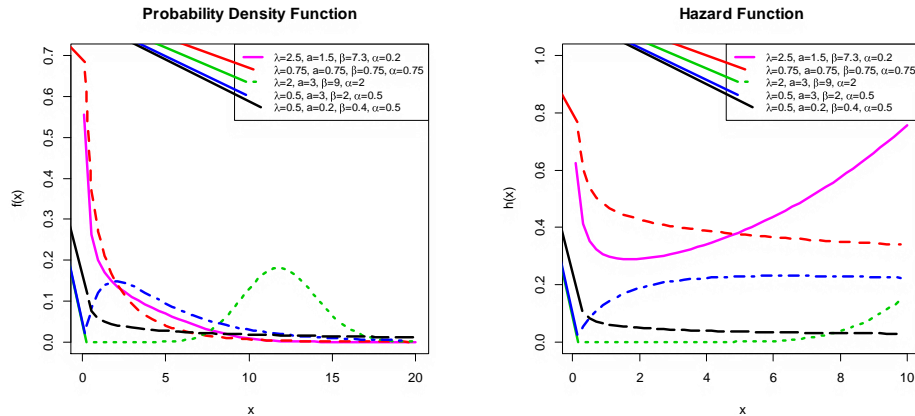 Probability Density Function
f(x)
0.0 0.1 0.2 0.3 0.4 0.5 0.6 0.7
λ=2.5, a=1.5, β=7.3, α=0.2
λ=0.75, a=0.75, β=0.75, α=0.75
λ=2, a=3, β=9, α=2
λ=0.5, a=3, β=2, α=0.5
λ=0.5, a=0.2, β=0.4, α=0.5
0 5 10 15 20
x
Hazard Function
h(x)
0.0 0.2 0.4 0.6 0.8 1.0
λ=2.5, a=1.5, β=7.3, α=0.2
λ=0.75, a=0.75, β=0.75, α=0.75
λ=2, a=3, β=9, α=2
λ=0.5, a=3, β=2, α=0.5
λ=0.5, a=0.2, β=0.4, α=0.5
0 2 4 6 8 10
x